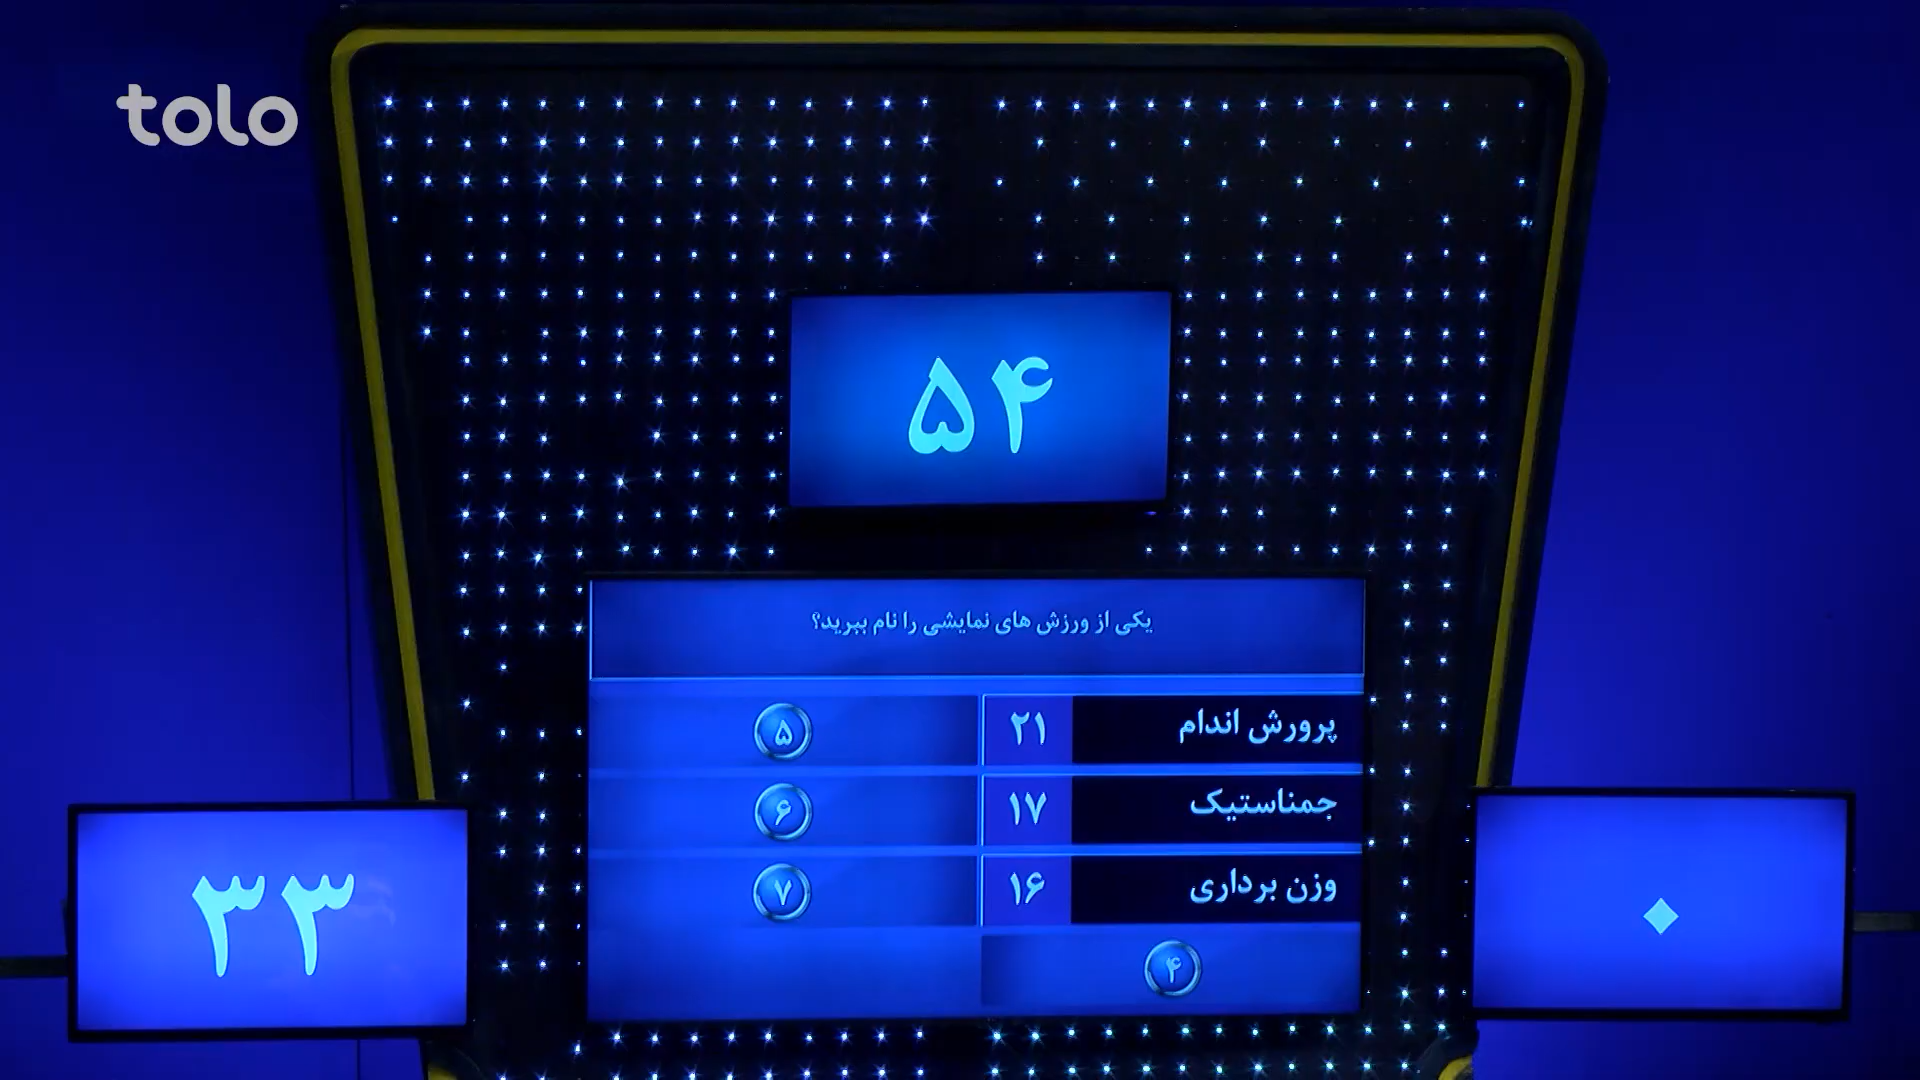 tolo
۵۴
یکی از ورزش های نمایشی را نام ببرید؟
پرورش اندام ۲۱
۵
جمناستیک ۱۷
۶
وزن برداری ۱۶
۷
۴
۳۳
۰